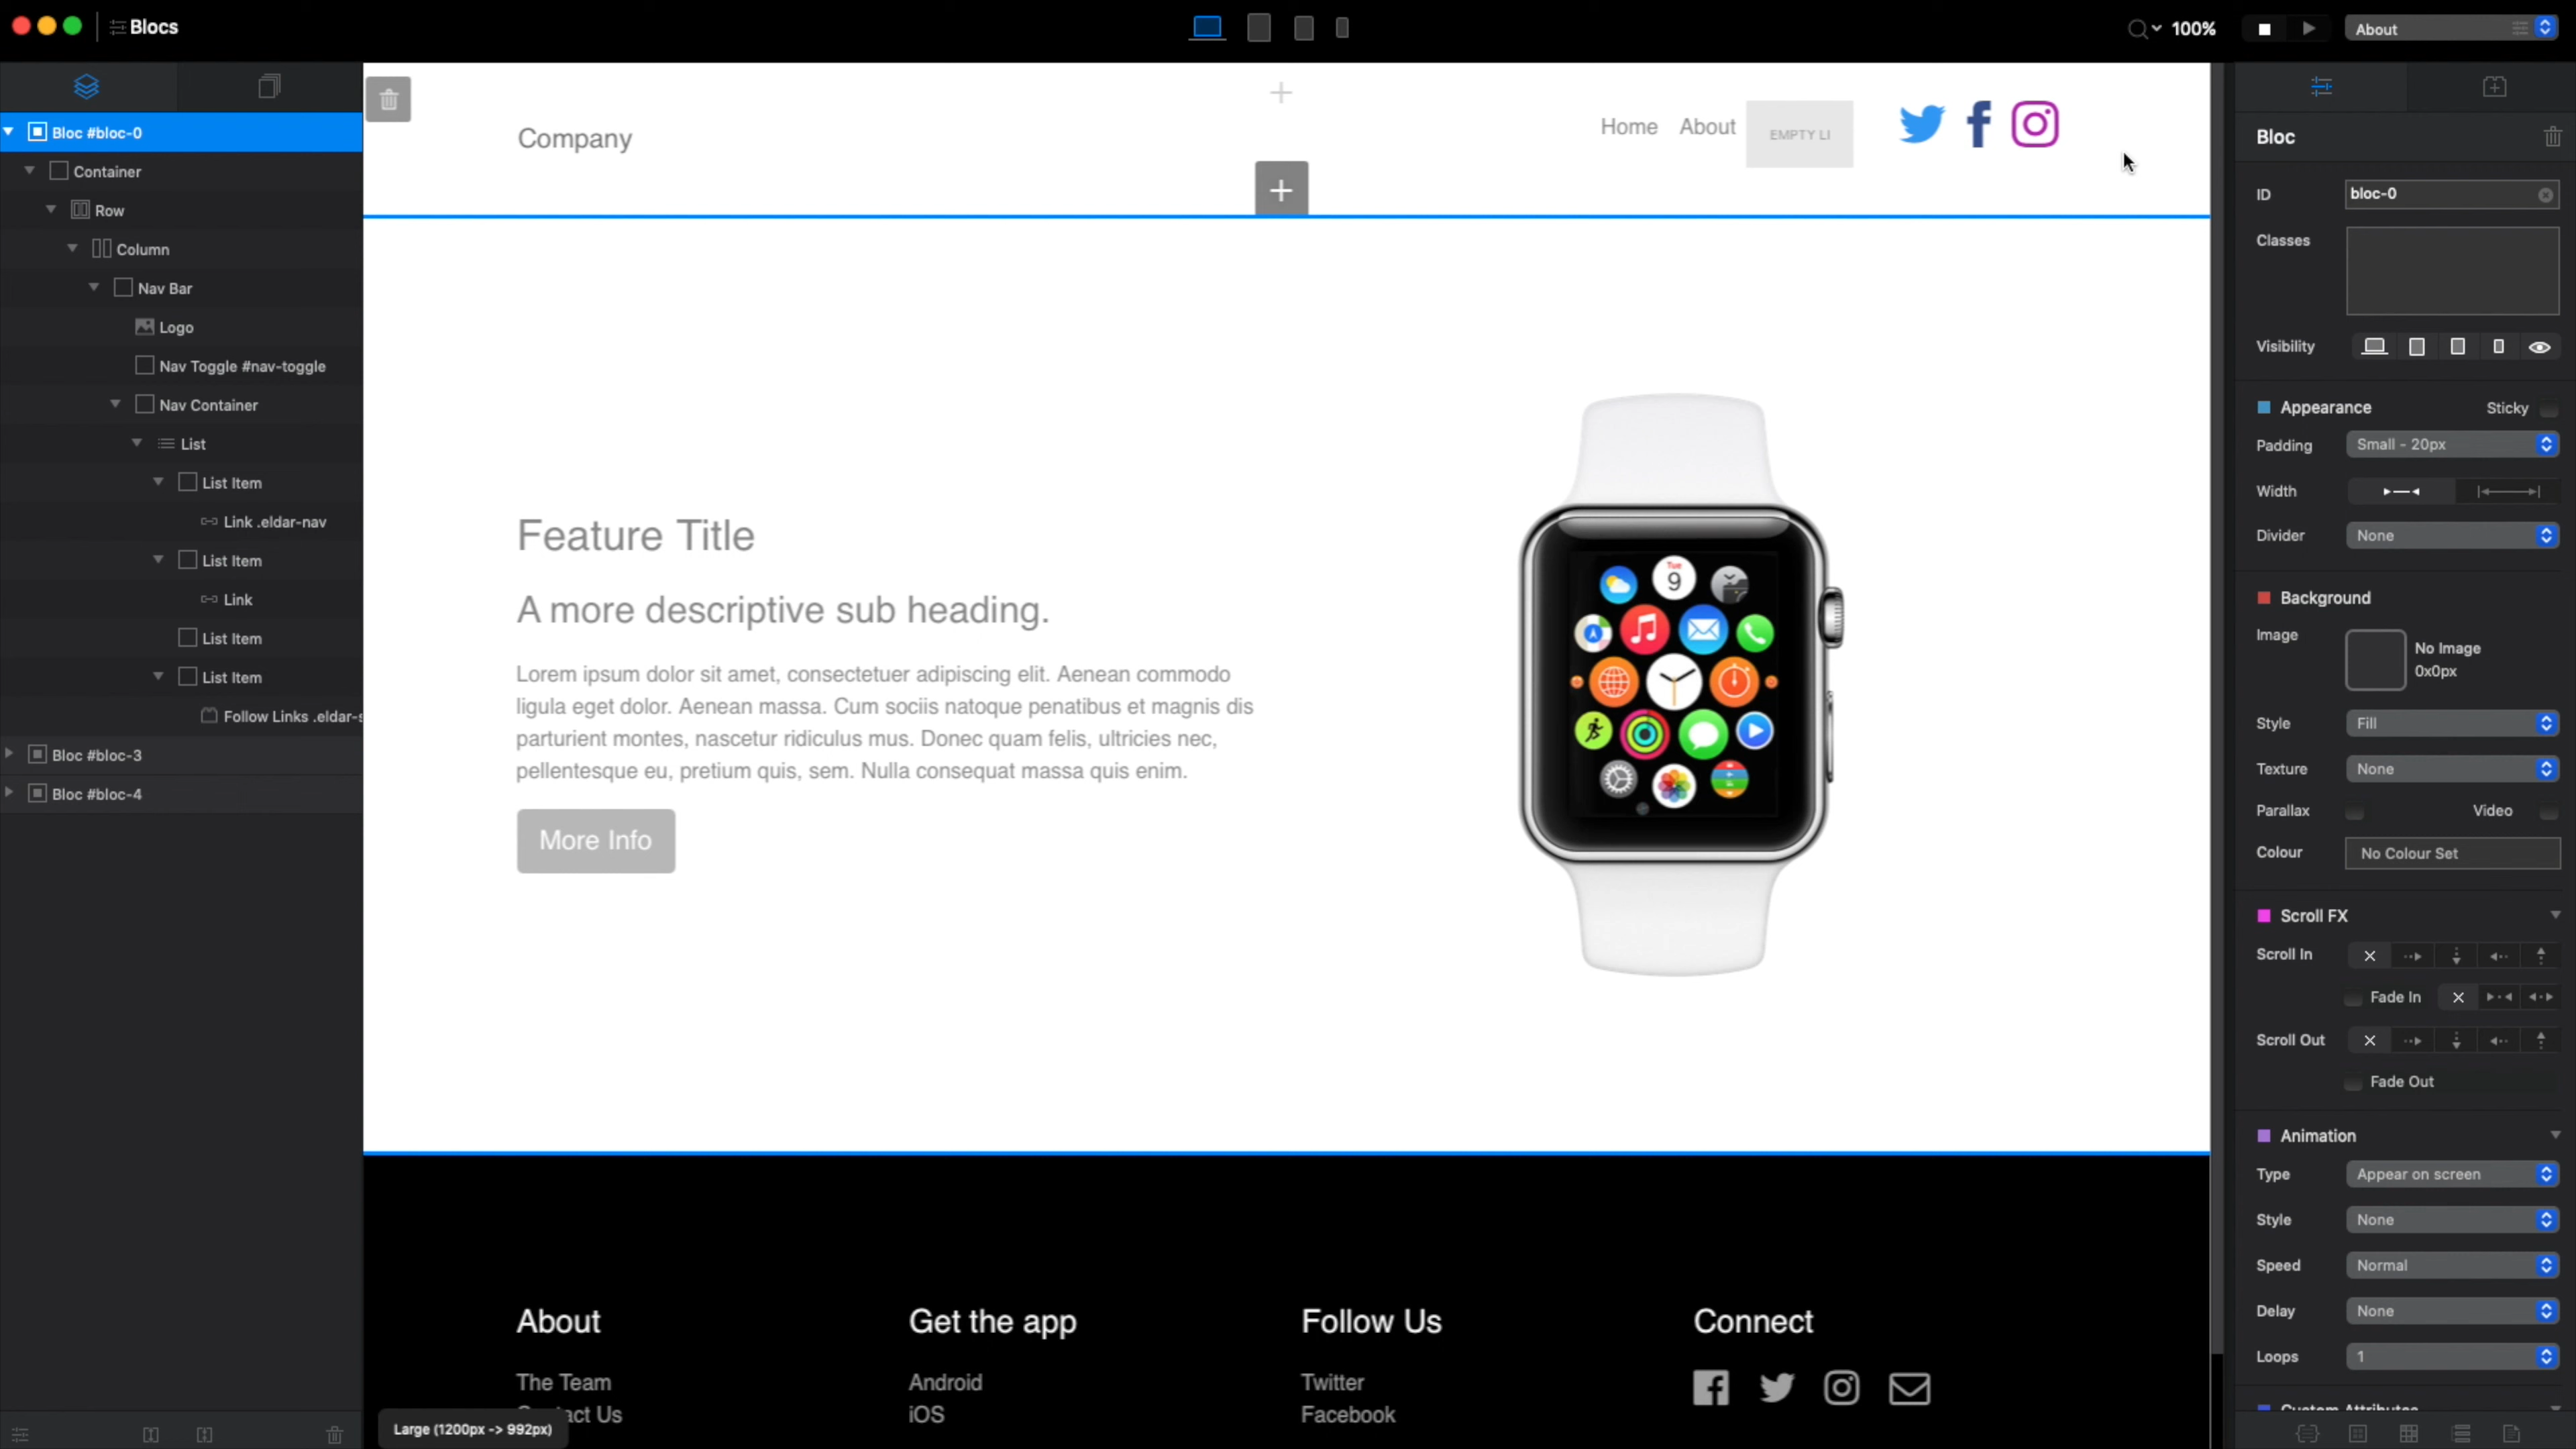 Blocs
100%
About
Bloc #bloc-0
Container
Row
Column
Nav Bar
Logo
Nav Toggle #nav-toggle
Nav Container
List
List Item
Link .eldar-nav
List Item
Link
List Item
List Item
Follow Links .eldar-s
Bloc #bloc-3
Bloc #bloc-4
Company
Home About EMPTY LI
Feature Title
A more descriptive sub heading.
Lorem ipsum dolor sit amet, consectetuer adipiscing elit. Aenean commodo
ligula eget dolor. Aenean massa. Cum sociis natoque penatibus et magnis dis
parturient montes, nascetur ridiculus mus. Donec quam felis, ultricies nec,
pellentesque eu, pretium quis, sem. Nulla consequat massa quis enim.
More Info
Tue
9
About
The Team
act Us
Get the app
Android
iOS
Follow Us
Twitter
Facebook
Connect
Large (1200px -> 992px)
Bloc
ID bloc-0
Classes
Visibility
Appearance Sticky
Padding Small - 20px
Width
Divider None
Background
Image No Image
0x0px
Style Fill
Texture None
Parallax Video
Colour No Colour Set
Scroll FX
Scroll In
Fade In
Scroll Out
Fade Out
Animation
Type Appear on screen
Style None
Speed Normal
Delay None
Loops 1
Custom Attributes